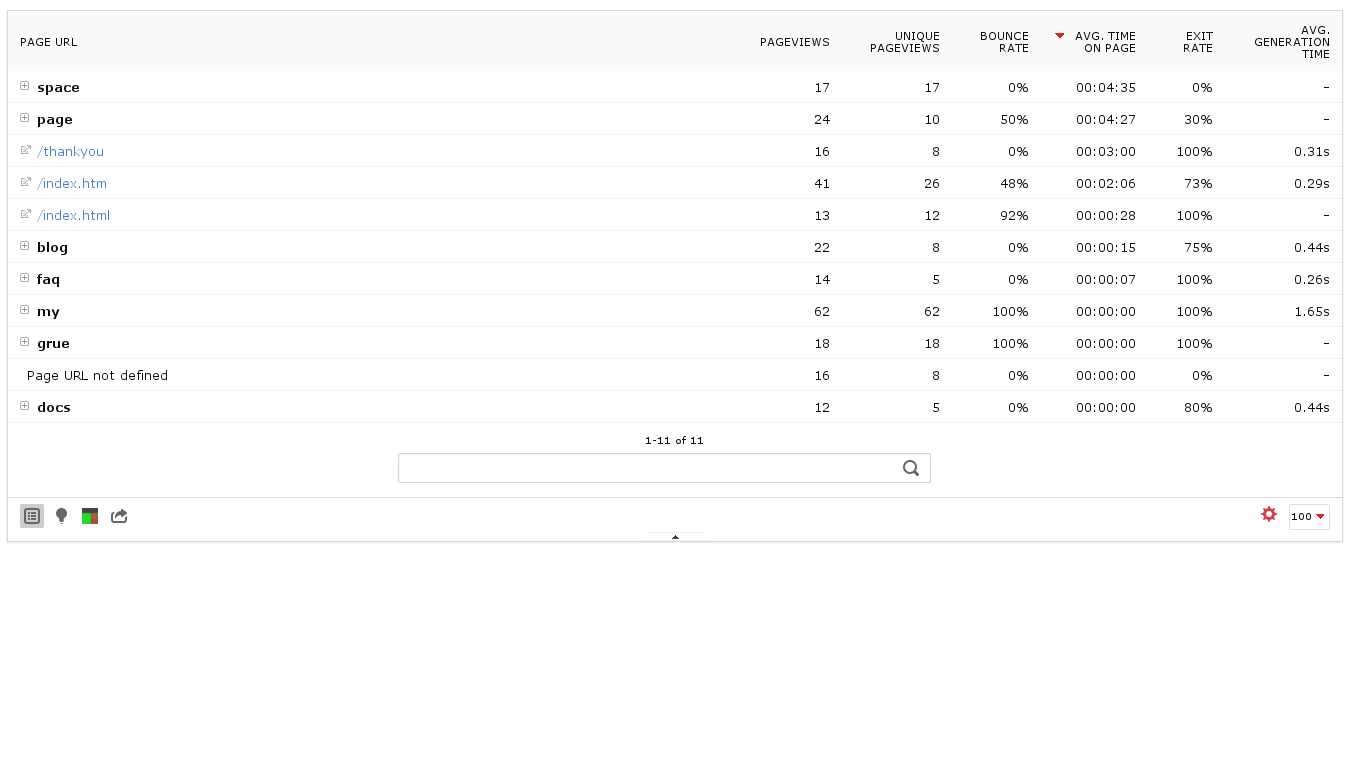 PAGE URL PAGEVIEWS UNIQUE PAGEVIEWS BOUNCE RATE AVG. TIME ON PAGE EXIT RATE AVG. GENERATION TIME
space 17 17 0% 00:04:35 0% -
page 24 10 50% 00:04:27 30% -
/thankyou 16 8 0% 00:03:00 100% 0.31s
/index.htm 41 26 48% 00:02:06 73% 0.29s
/index.html 13 12 92% 00:00:28 100% -
blog 22 8 0% 00:00:15 75% 0.44s
faq 14 5 0% 00:00:07 100% 0.26s
my 62 62 100% 00:00:00 100% 1.65s
grue 18 18 100% 00:00:00 100% -
Page URL not defined 16 8 0% 00:00:00 0% -
docs 12 5 0% 00:00:00 80% 0.44s
1-11 of 11
100